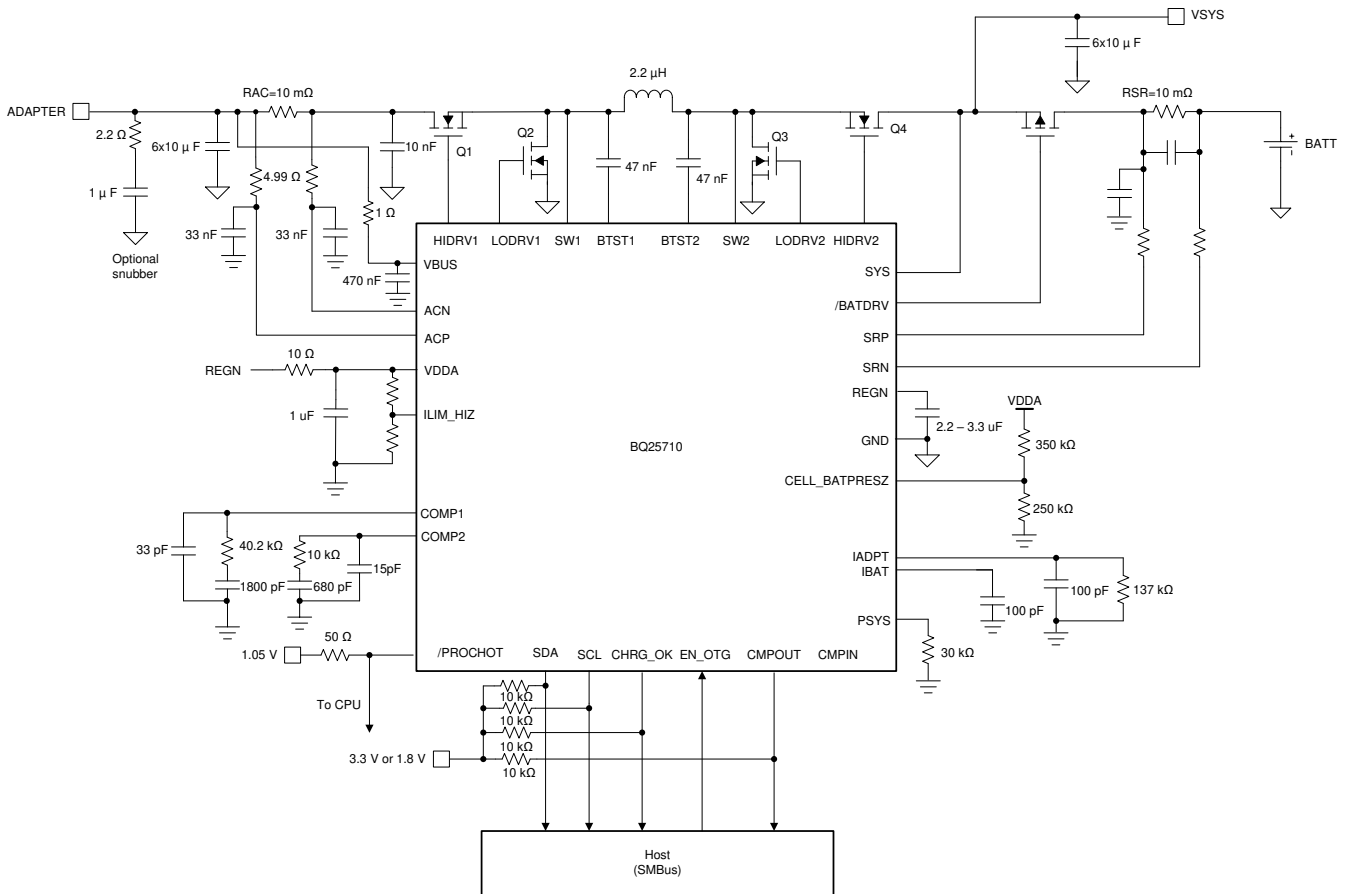 VSYS
6x10 µ F
2.2 µH
ADAPTER
RAC=10 mΩ
RSR=10 mΩ
2.2 Ω
6x10 µ F
10 nF
Q1
Q2
47 nF
47 nF
Q3
Q4
BATT
+
-
1 µ F
4.99 Ω
1 Ω
33 nF
33 nF
Optional
snubber
470 nF
HIDRV1
LODRV1
SW1
BTST1
BTST2
SW2
LODRV2
HIDRV2
VBUS
SYS
ACN
/BATDRV
ACP
SRP
10 Ω
REGN
VDDA
SRN
1 uF
ILIM_HIZ
REGN
2.2 – 3.3 uF
VDDA
350 kΩ
GND
BQ25710
CELL_BATPRESZ
250 kΩ
COMP1
COMP2
33 pF
40.2 kΩ
1800 pF
10 kΩ
680 pF
15pF
IADPT
IBAT
100 pF
100 pF
137 kΩ
PSYS
30 kΩ
50 Ω
1.05 V
/PROCHOT
SDA
SCL
CHRG_OK
EN_OTG
CMPOUT
CMPIN
To CPU
10 kΩ
10 kΩ
10 kΩ
10 kΩ
3.3 V or 1.8 V
Host
(SMBus)